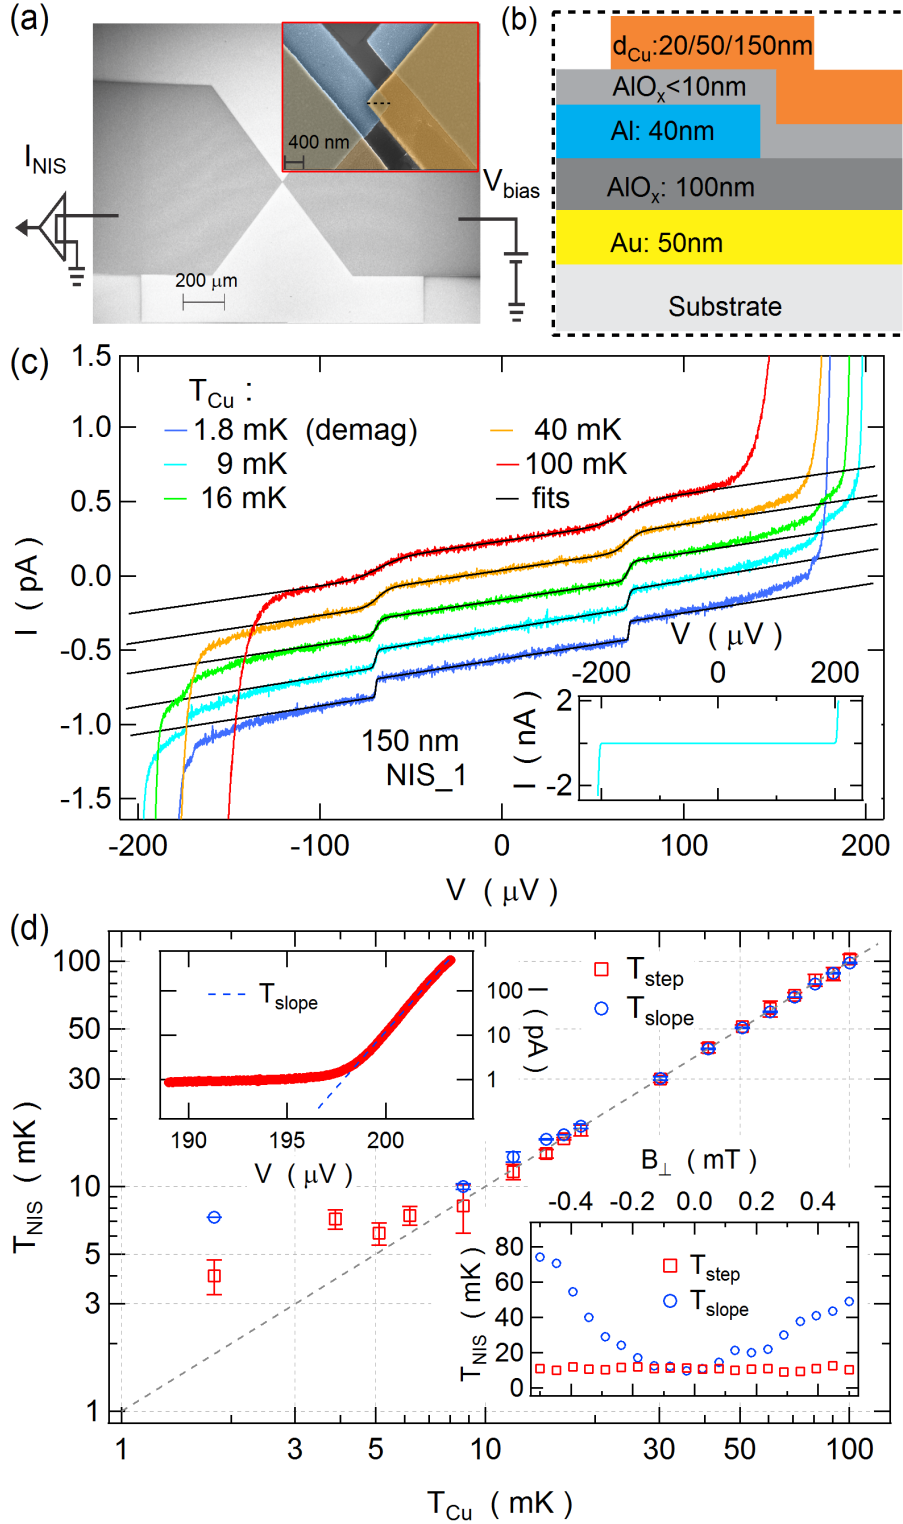 (a)
I_NIS
V_bias
400 nm
200 μm
(b)
d_Cu:20/50/150nm
AlO_x<10nm
Al: 40nm
AlO_x: 100nm
Au: 50nm
Substrate
(c)
T_Cu :
1.8 mK (demag)
9 mK
16 mK
40 mK
100 mK
fits
1.5
1.0
0.5
0.0
-0.5
-1.0
-1.5
I ( pA )
-200
-100
0
100
200
V ( μV )
150 nm
NIS_1
V ( μV )
-200
0
200
2
-2
I ( nA )
(d)
100
50
30
10
5
3
1
T_NIS ( mK )
1
3
5
10
30
50
100
T_Cu ( mK )
T_slope
190
195
200
V ( μV )
100
10
1
I ( pA )
T_step
T_slope
B_⊥ ( mT )
-0.4
0.0
0.4
80
60
40
20
0
T_NIS ( mK )
T_step
T_slope